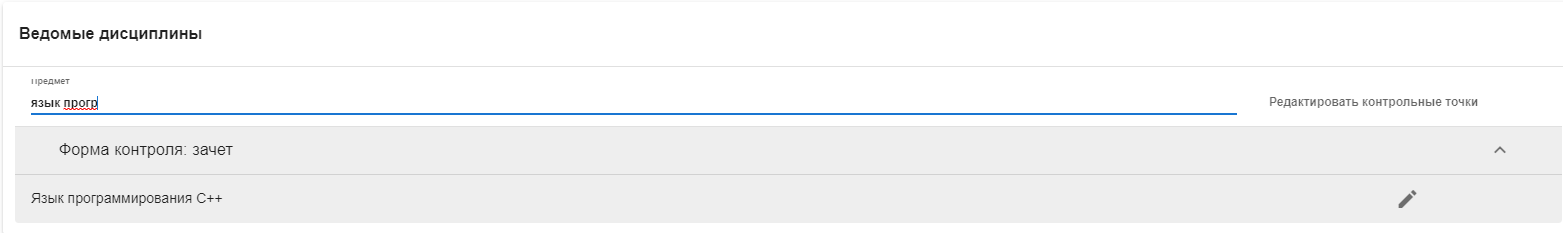 Ведомые дисциплины
Предмет
язык прогр
Редактировать контрольные точки
Форма контроля: зачет
Язык программирования С++